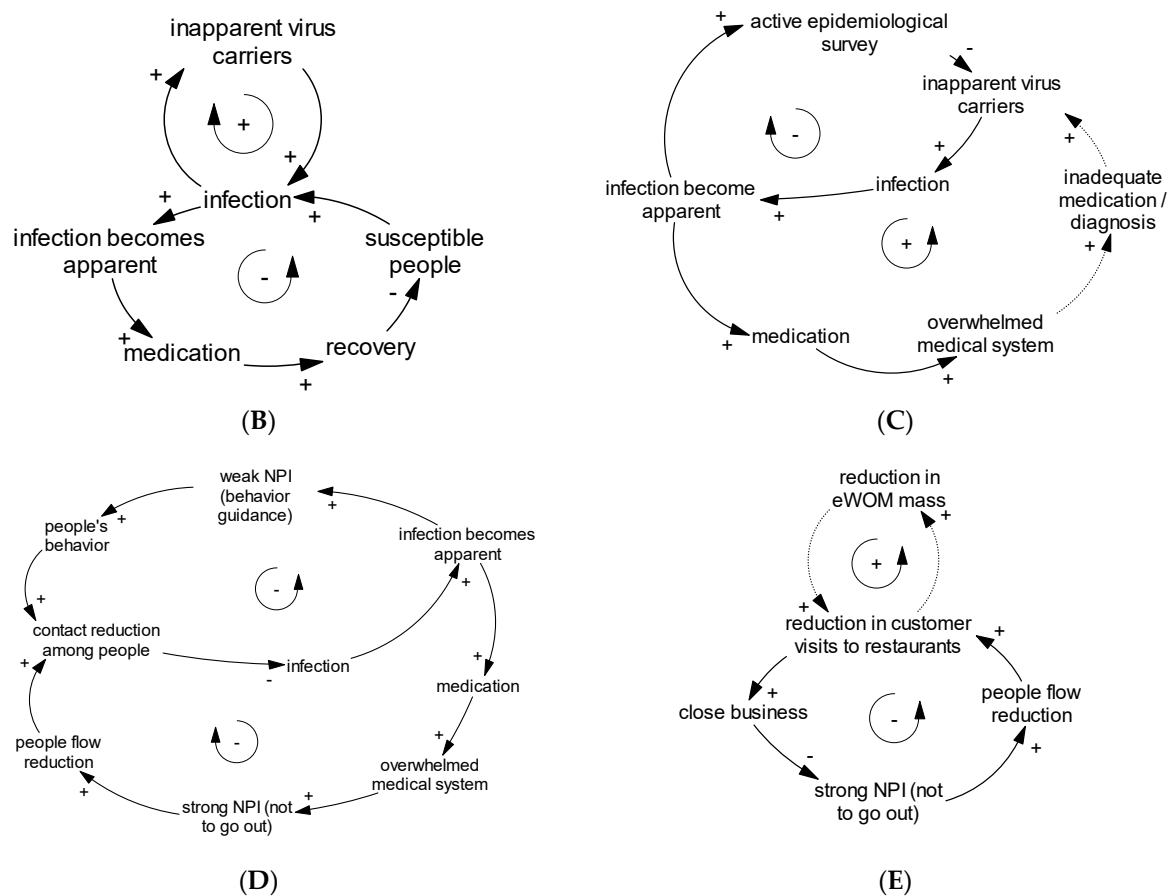 inapparent virus
carriers
+
+
+
+
infection
+
+
infection becomes
apparent
susceptible
people
-
-
+
medication
recovery
+
(B)
+
active epidemiological
survey
-
inapparent virus
carriers
-
+
+
infection become
apparent
infection
+
inadequate
medication /
diagnosis
+
+
+
medication
overwhelmed
medical system
+
(C)
weak NPI
(behavior
guidance)
+
+
people's
behavior
infection becomes
apparent
-
+
+
contact reduction
among people
infection
-
+
+
medication
people flow
reduction
-
+
overwhelmed
medical system
+
+
strong NPI (not
to go out)
(D)
reduction in
eWOM mass
+
+
+
reduction in customer
visits to restaurants
+
+
close business
people flow
reduction
-
-
+
strong NPI (not
to go out)
(E)